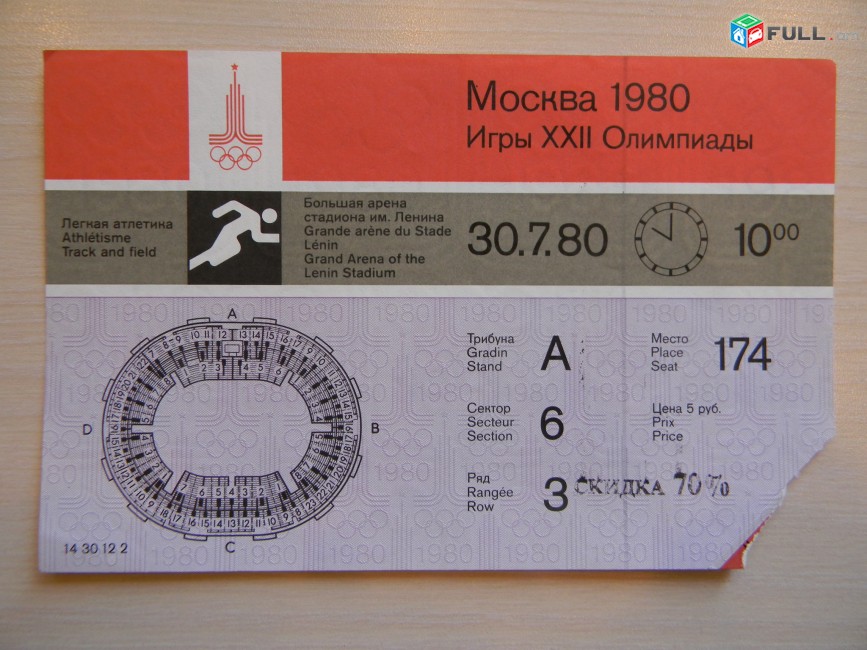 FULL.am
Москва 1980
Игры XXII Олимпиады
Легкая атлетика
Athlétisme
Track and field
Большая арена
стадиона им. Ленина
Grande arène du Stade
Lénin
Grand Arena of the
Lenin Stadium
30.7.80
10⁰⁰
A
B
C
D
Трибуна
Gradin
Stand
A
Место
Place
Seat
174
Сектор
Secteur
Section
6
Цена 5 руб.
Prix
Price
Ряд
Rangée
Row
3
СКИДКА 70%
14 30 12 2
1980